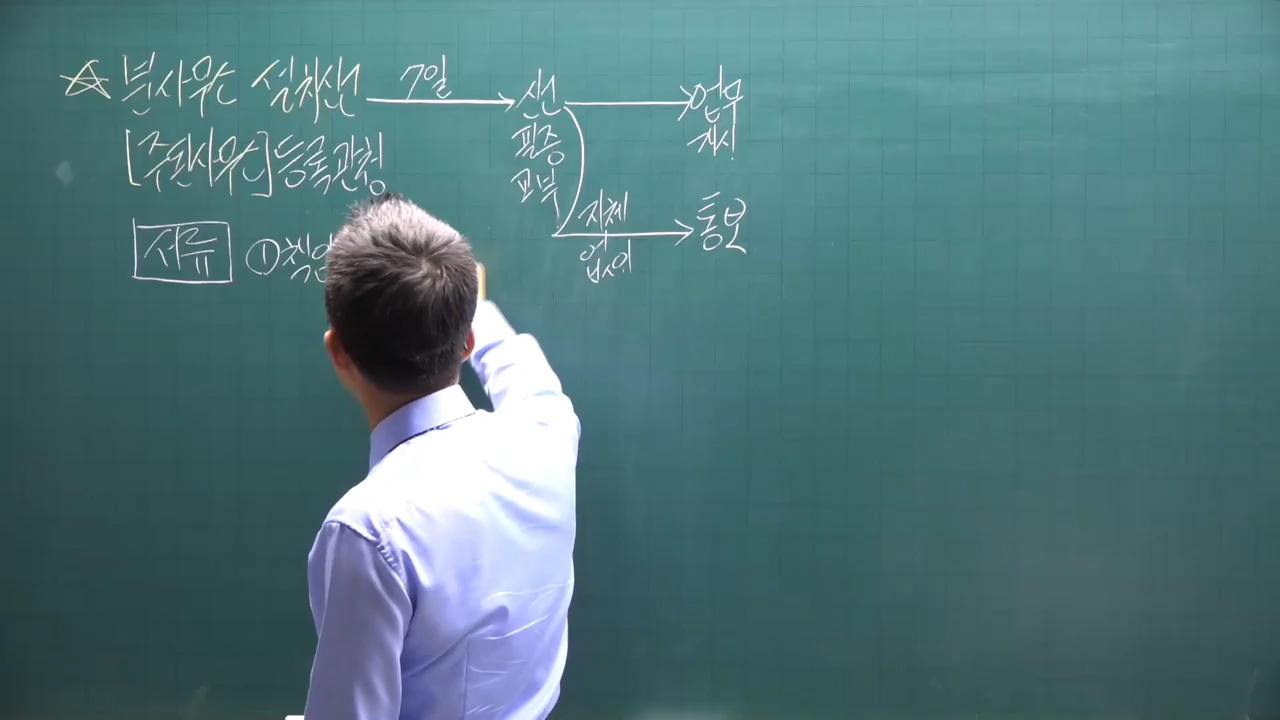 ☆ 분사무소 설치신고 7일 신고 업무
[주된사무소] 등록관청 필증 개시!
교부 지체 통보
서류 ① 책임 없이